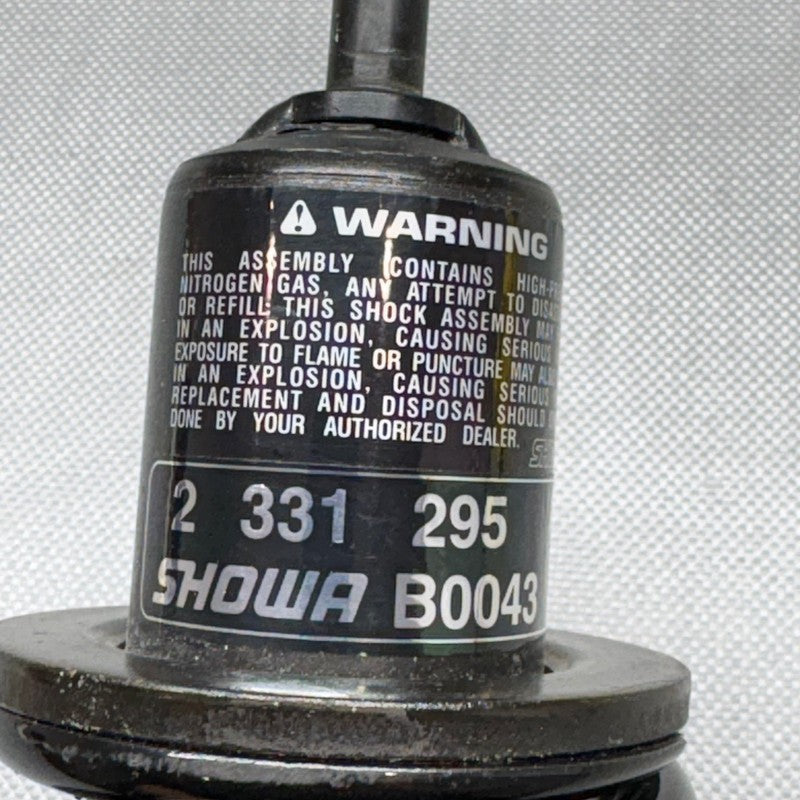 WARNING
THIS ASSEMBLY CONTAINS
NITROGEN GAS, ANY ATTEMPT TO
OR REFILL THIS SHOCK ASSEMBLY MAY
IN AN EXPLOSION, CAUSING SERIOUS
EXPOSURE TO FLAME OR PUNCTURE MAY
IN AN EXPLOSION, CAUSING SERIOUS
REPLACEMENT AND DISPOSAL SHOULD
DONE BY YOUR AUTHORIZED DEALER.
2 331 295
SHOWA B0043